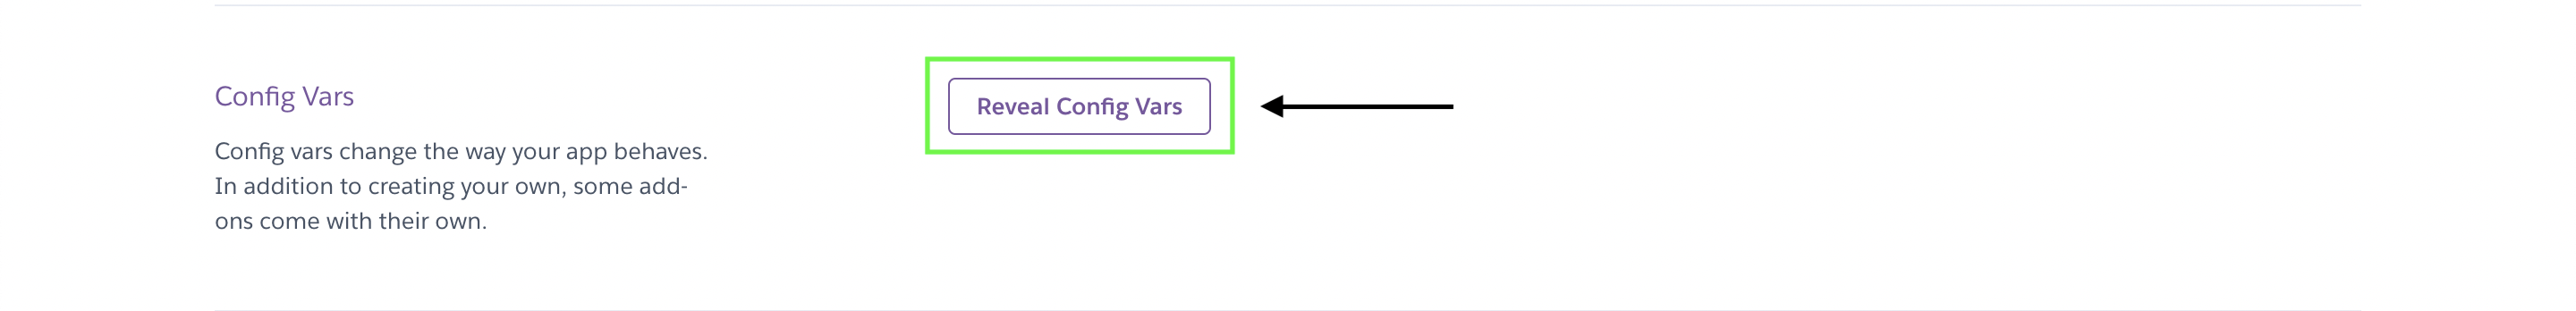 Config Vars
Reveal Config Vars
Config vars change the way your app behaves.
In addition to creating your own, some add-
ons come with their own.